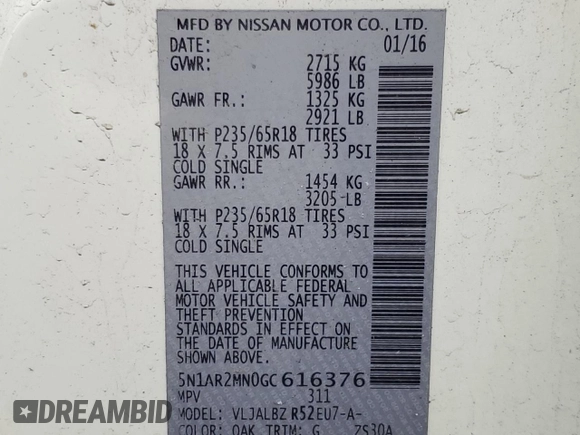 MFD BY NISSAN MOTOR CO., LTD.
DATE: 01/16
GVWR: 2715 KG
5986 LB
GAWR FR.: 1325 KG
2921 LB
WITH P235/65R18 TIRES
18 X 7.5 RIMS AT 33 PSI
COLD SINGLE
GAWR RR.: 1454 KG
3205 LB
WITH P235/65R18 TIRES
18 X 7.5 RIMS AT 33 PSI
COLD SINGLE
THIS VEHICLE CONFORMS TO
ALL APPLICABLE FEDERAL
MOTOR VEHICLE SAFETY AND
THEFT PREVENTION
STANDARDS IN EFFECT ON
THE DATE OF MANUFACTURE
SHOWN ABOVE.
5N1AR2MN0GC616376
MPV 311
MODEL: VLJALBZ R52EU7-A-
COLOR: QAK TRIM: G ZS30A
RideSafely